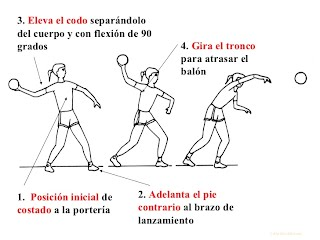 3. Eleva el codo separándolo
del cuerpo y con flexión de 90
grados
4. Gira el tronco
para atrasar el
balón
1. Posición inicial de
costado a la portería
2. Adelanta el pie
contrario al brazo de
lanzamiento